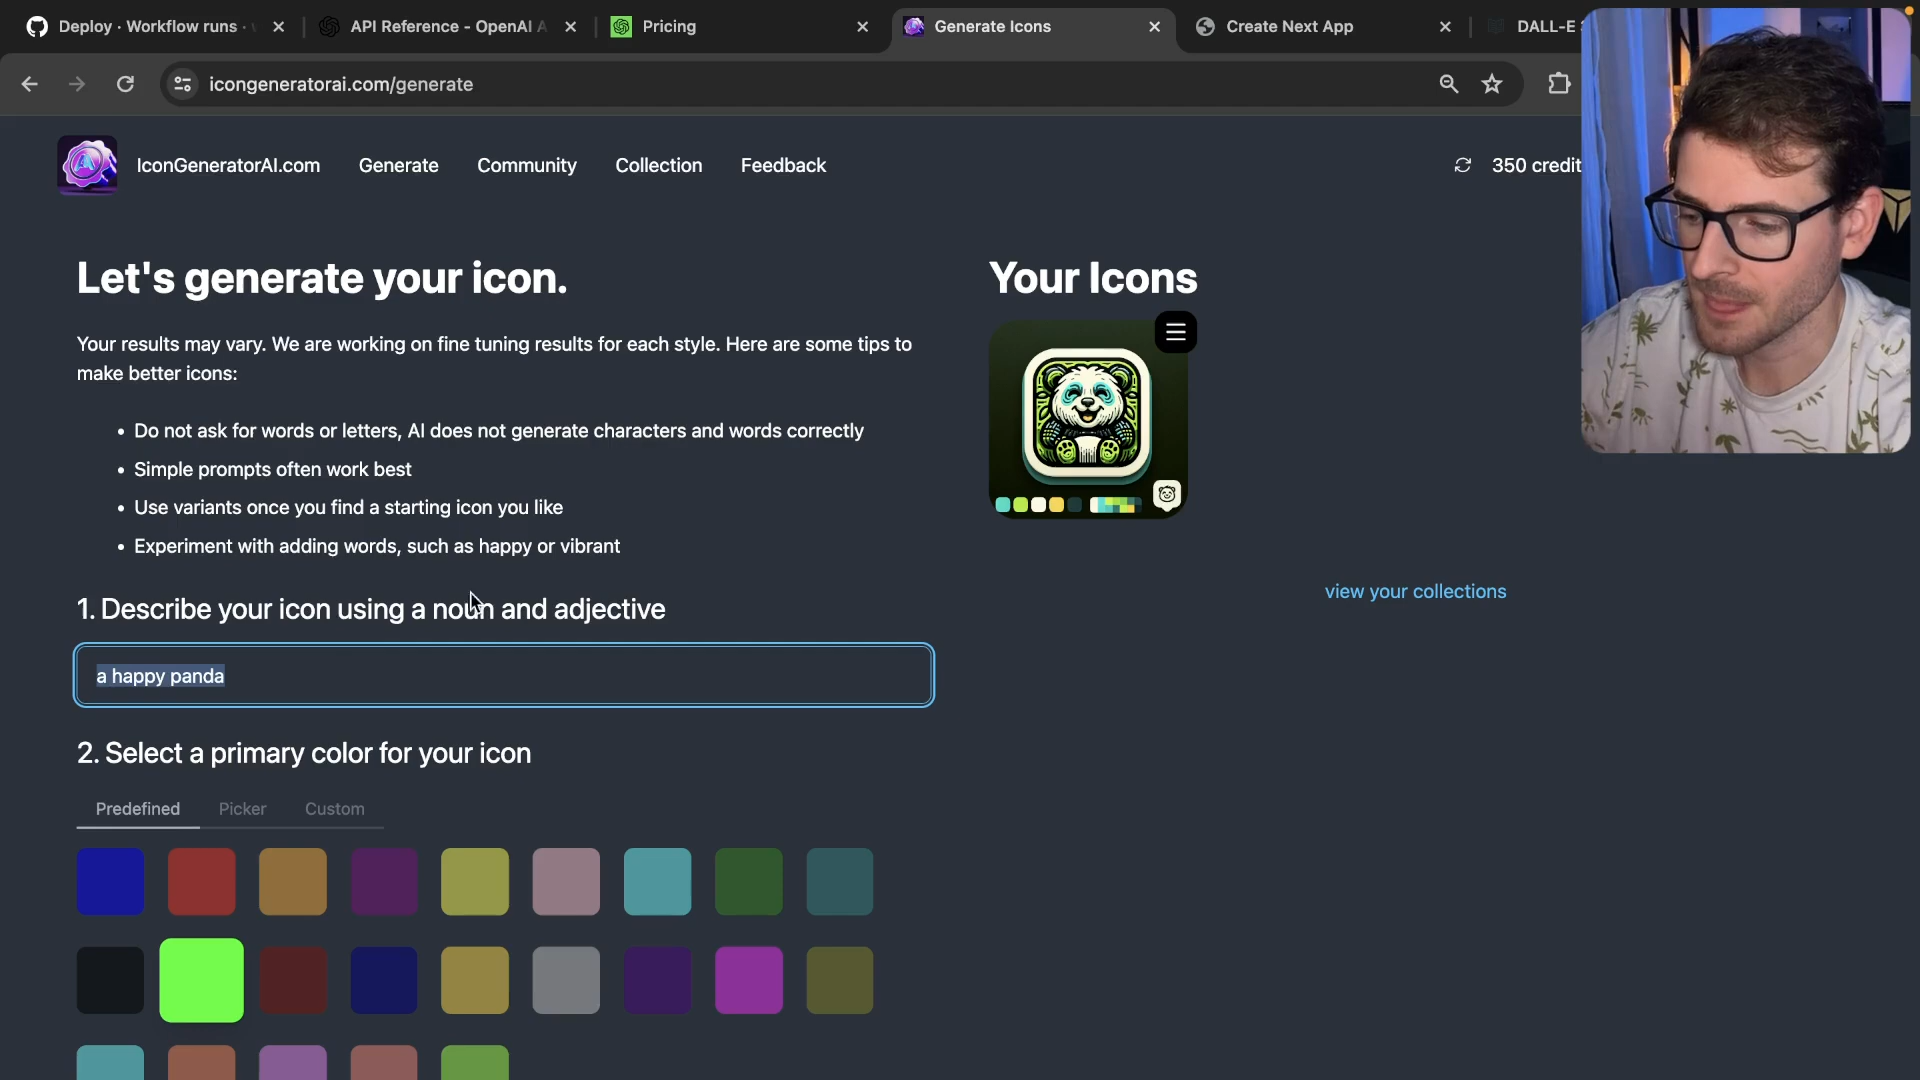 Deploy · Workflow runs ·
API Reference - OpenAI A
Pricing
Generate Icons
Create Next App
DALL-E
icongeneratorai.com/generate
IconGeneratorAI.com
Generate
Community
Collection
Feedback
350 credit
Let's generate your icon.
Your Icons
Your results may vary. We are working on fine tuning results for each style. Here are some tips to
make better icons:
• Do not ask for words or letters, AI does not generate characters and words correctly
• Simple prompts often work best
• Use variants once you find a starting icon you like
• Experiment with adding words, such as happy or vibrant
view your collections
1. Describe your icon using a noun and adjective
a happy panda
2. Select a primary color for your icon
Predefined
Picker
Custom